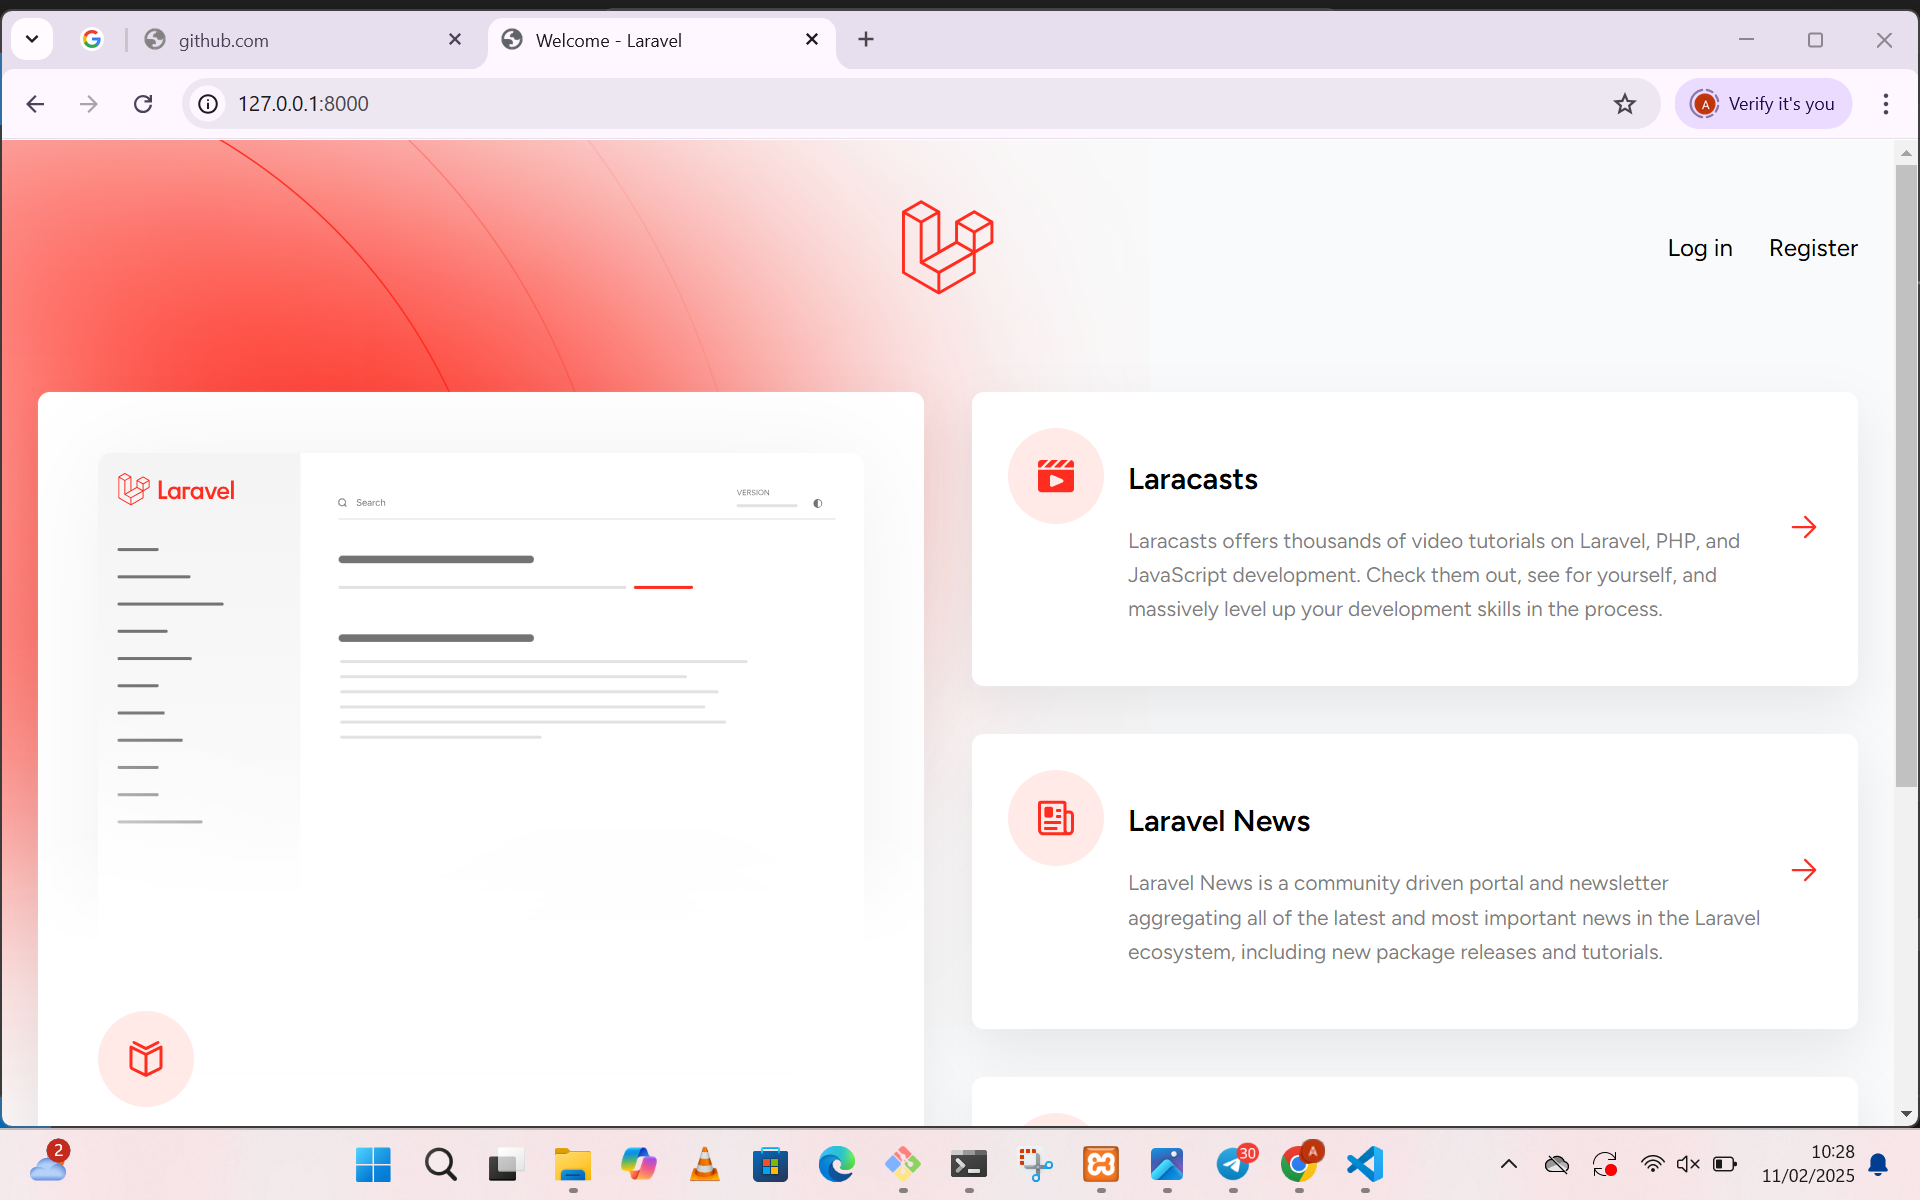 github.com
Welcome - Laravel
127.0.0.1:8000
A
Verify it's you
Log in
Register
Laravel
Search
VERSION
Laracasts
Laracasts offers thousands of video tutorials on Laravel, PHP, and
JavaScript development. Check them out, see for yourself, and
massively level up your development skills in the process.
Laravel News
Laravel News is a community driven portal and newsletter
aggregating all of the latest and most important news in the Laravel
ecosystem, including new package releases and tutorials.
2
30
A
10:28
11/02/2025